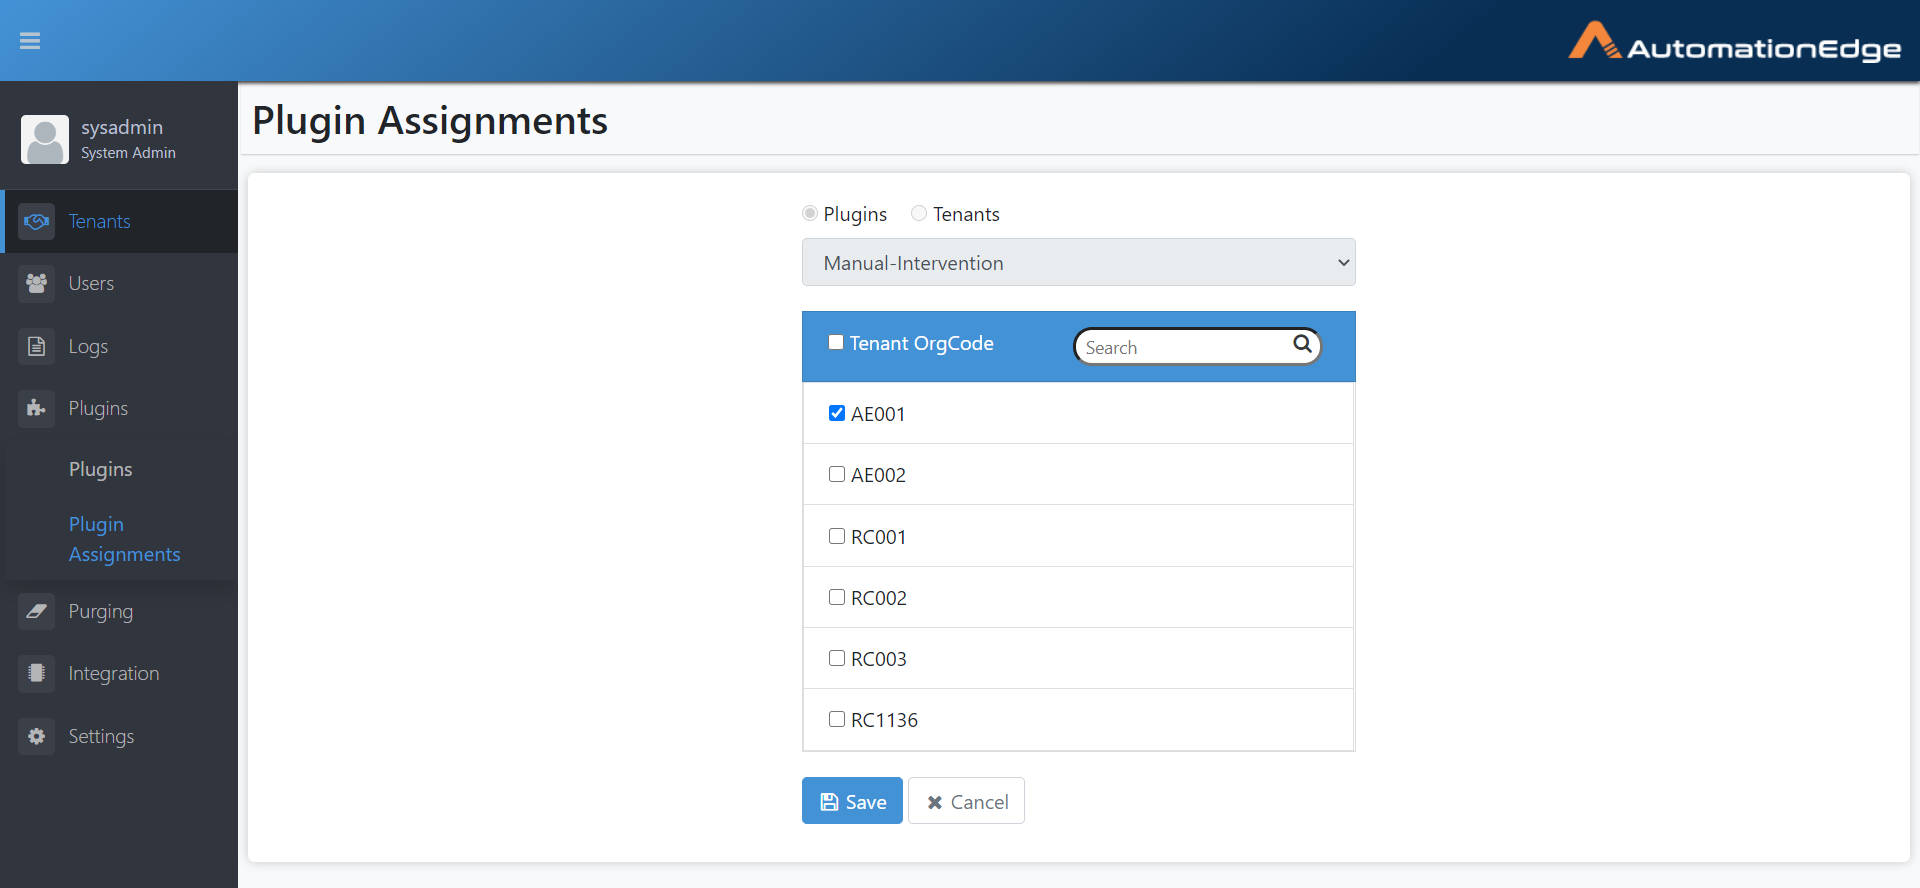 AutomationEdge
sysadmin
System Admin
Tenants
Users
Logs
Plugins
Plugins
Plugin
Assignments
Purging
Integration
Settings
Plugin Assignments
Plugins Tenants
Manual-Intervention
Tenant OrgCode Search
AE001
AE002
RC001
RC002
RC003
RC1136
Save Cancel